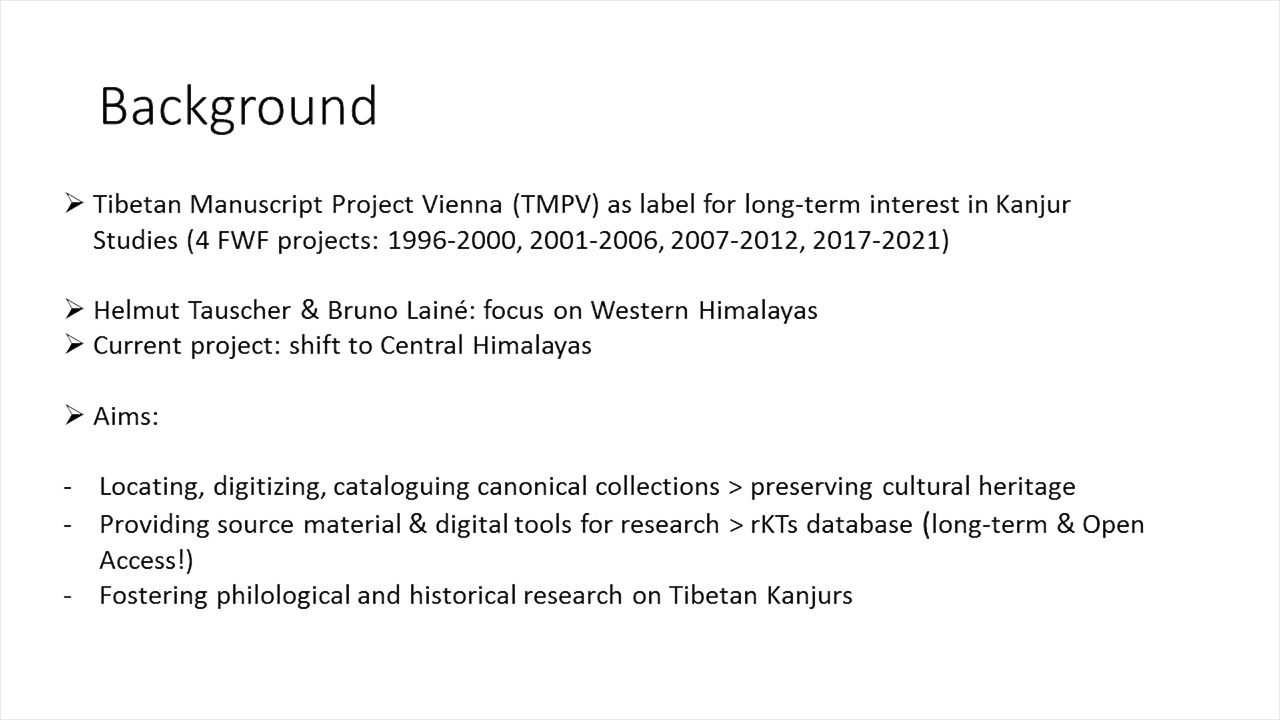 Background
➢ Tibetan Manuscript Project Vienna (TMPV) as label for long-term interest in Kanjur
Studies (4 FWF projects: 1996-2000, 2001-2006, 2007-2012, 2017-2021)
➢ Helmut Tauscher & Bruno Lainé: focus on Western Himalayas
➢ Current project: shift to Central Himalayas
➢ Aims:
- Locating, digitizing, cataloguing canonical collections > preserving cultural heritage
- Providing source material & digital tools for research > rKTs database (long-term & Open
Access!)
- Fostering philological and historical research on Tibetan Kanjurs